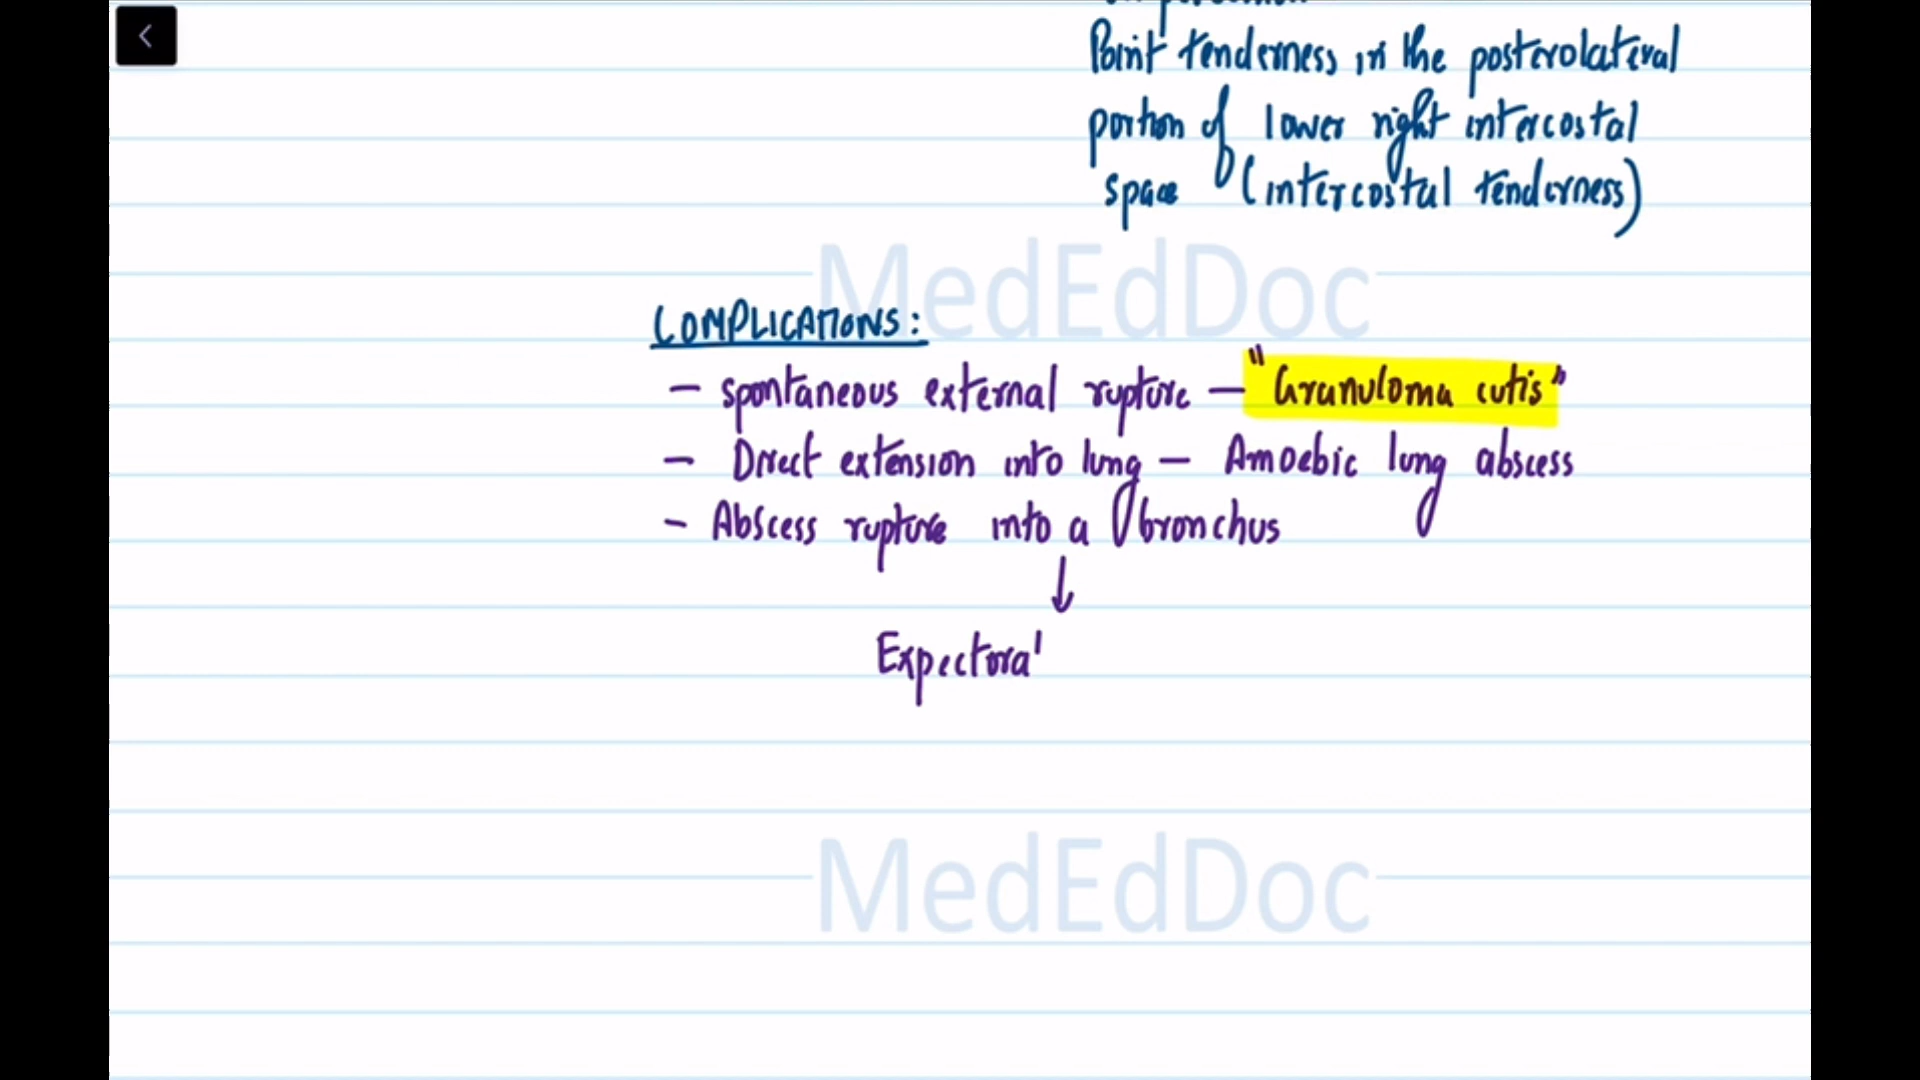 Point tenderness in the posterolateral
portion of lower right intercostal
space (intercostal tenderness)
MedEdDoc
COMPLICATIONS:
- spontaneous external rupture - "Granuloma cutis"
- Direct extension into lung - Amoebic lung abscess
- Abscess rupture into a bronchus
↓
Expectora
MedEdDoc